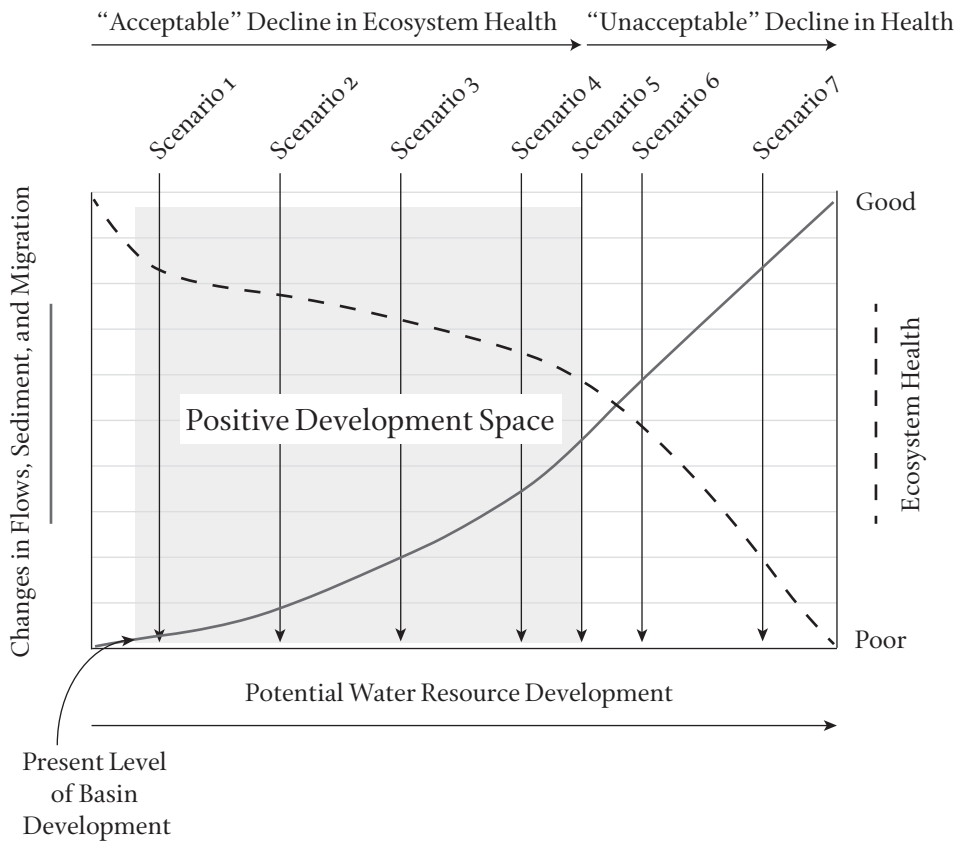 “Acceptable” Decline in Ecosystem Health
“Unacceptable” Decline in Health
Scenario 1
Scenario 2
Scenario 3
Scenario 4
Scenario 5
Scenario 6
Scenario 7
Changes in Flows, Sediment, and Migration
Good
Positive Development Space
Ecosystem Health
Poor
Potential Water Resource Development
Present Level
of Basin
Development